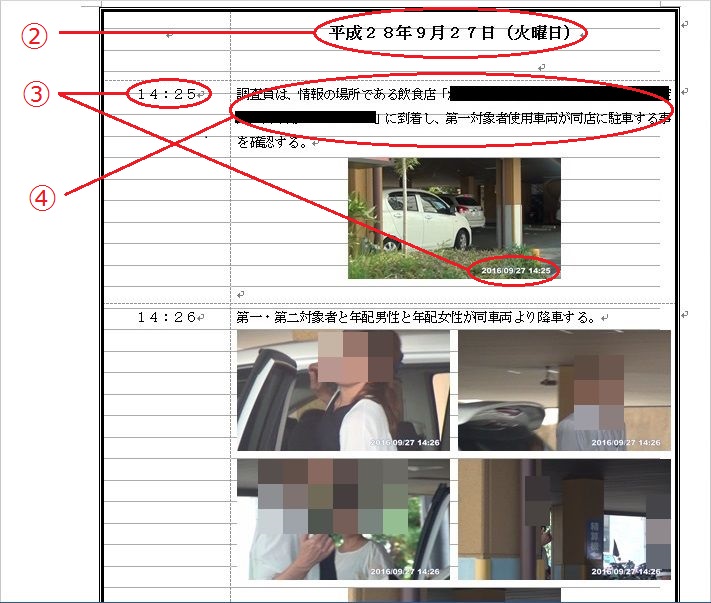 ② 平成28年9月27日(火曜日)
③ 14:25 調査員は、情報の場所である飲食店「
」に到着し、第一対象者使用車両が同店に駐車する事
④ を確認する。
2016/09/27 14:25
14:26 第一・第二対象者と年配男性と年配女性が同車両より降車する。
2016/09/27 14:26
2016/09/27 14:26
精算機
2016/09/27 14:26
2016/09/27 14:26